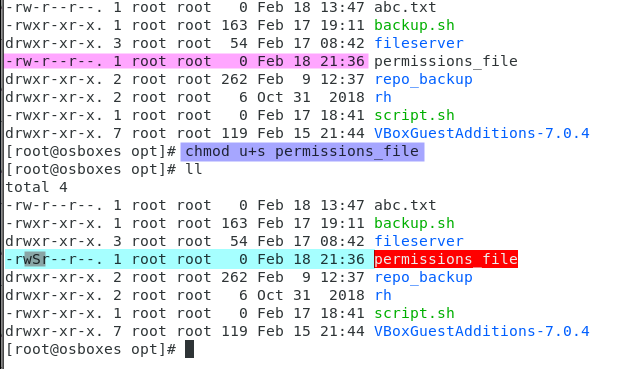 -rw-r--r--. 1 root root   0 Feb 18 13:47 abc.txt
-rwxr-xr-x. 1 root root 163 Feb 17 19:11 backup.sh
drwxr-xr-x. 3 root root  54 Feb 17 08:42 fileserver
-rw-r--r--. 1 root root   0 Feb 18 21:36 permissions_file
drwxr-xr-x. 2 root root 262 Feb  9 12:37 repo_backup
drwxr-xr-x. 2 root root   6 Oct 31  2018 rh
-rwxr-xr-x. 1 root root   0 Feb 17 18:41 script.sh
drwxr-xr-x. 7 root root 119 Feb 15 21:44 VBoxGuestAdditions-7.0.4
[root@osboxes opt]# chmod u+s permissions_file
[root@osboxes opt]# ll
total 4
-rw-r--r--. 1 root root   0 Feb 18 13:47 abc.txt
-rwxr-xr-x. 1 root root 163 Feb 17 19:11 backup.sh
drwxr-xr-x. 3 root root  54 Feb 17 08:42 fileserver
-rwSr--r--. 1 root root   0 Feb 18 21:36 permissions_file
drwxr-xr-x. 2 root root 262 Feb  9 12:37 repo_backup
drwxr-xr-x. 2 root root   6 Oct 31  2018 rh
-rwxr-xr-x. 1 root root   0 Feb 17 18:41 script.sh
drwxr-xr-x. 7 root root 119 Feb 15 21:44 VBoxGuestAdditions-7.0.4
[root@osboxes opt]#